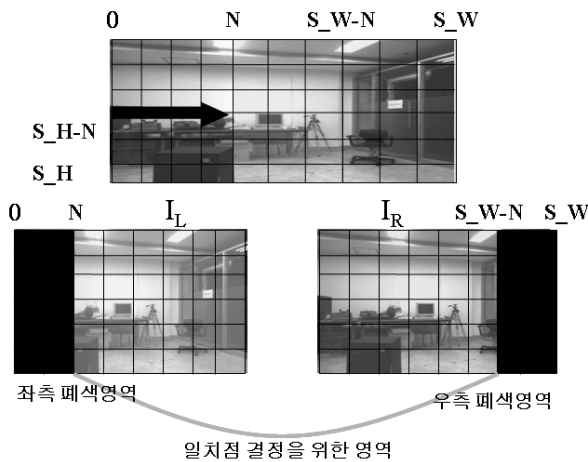 0 N S_W-N S_W
S_H-N
S_H
0 N I_L I_R S_W-N S_W
좌측 폐색영역 우측 폐색영역
일치점 결정을 위한 영역